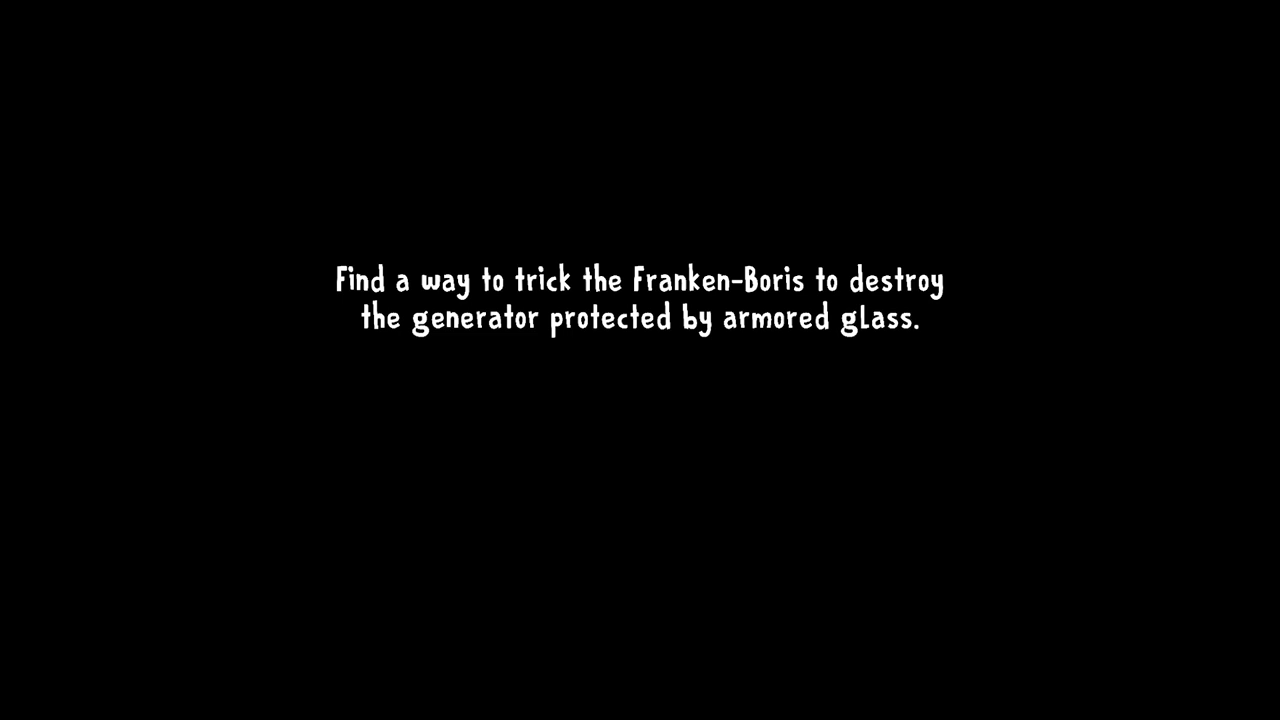 Find a way to trick the Franken-Boris to destroy
the generator protected by armored glass.